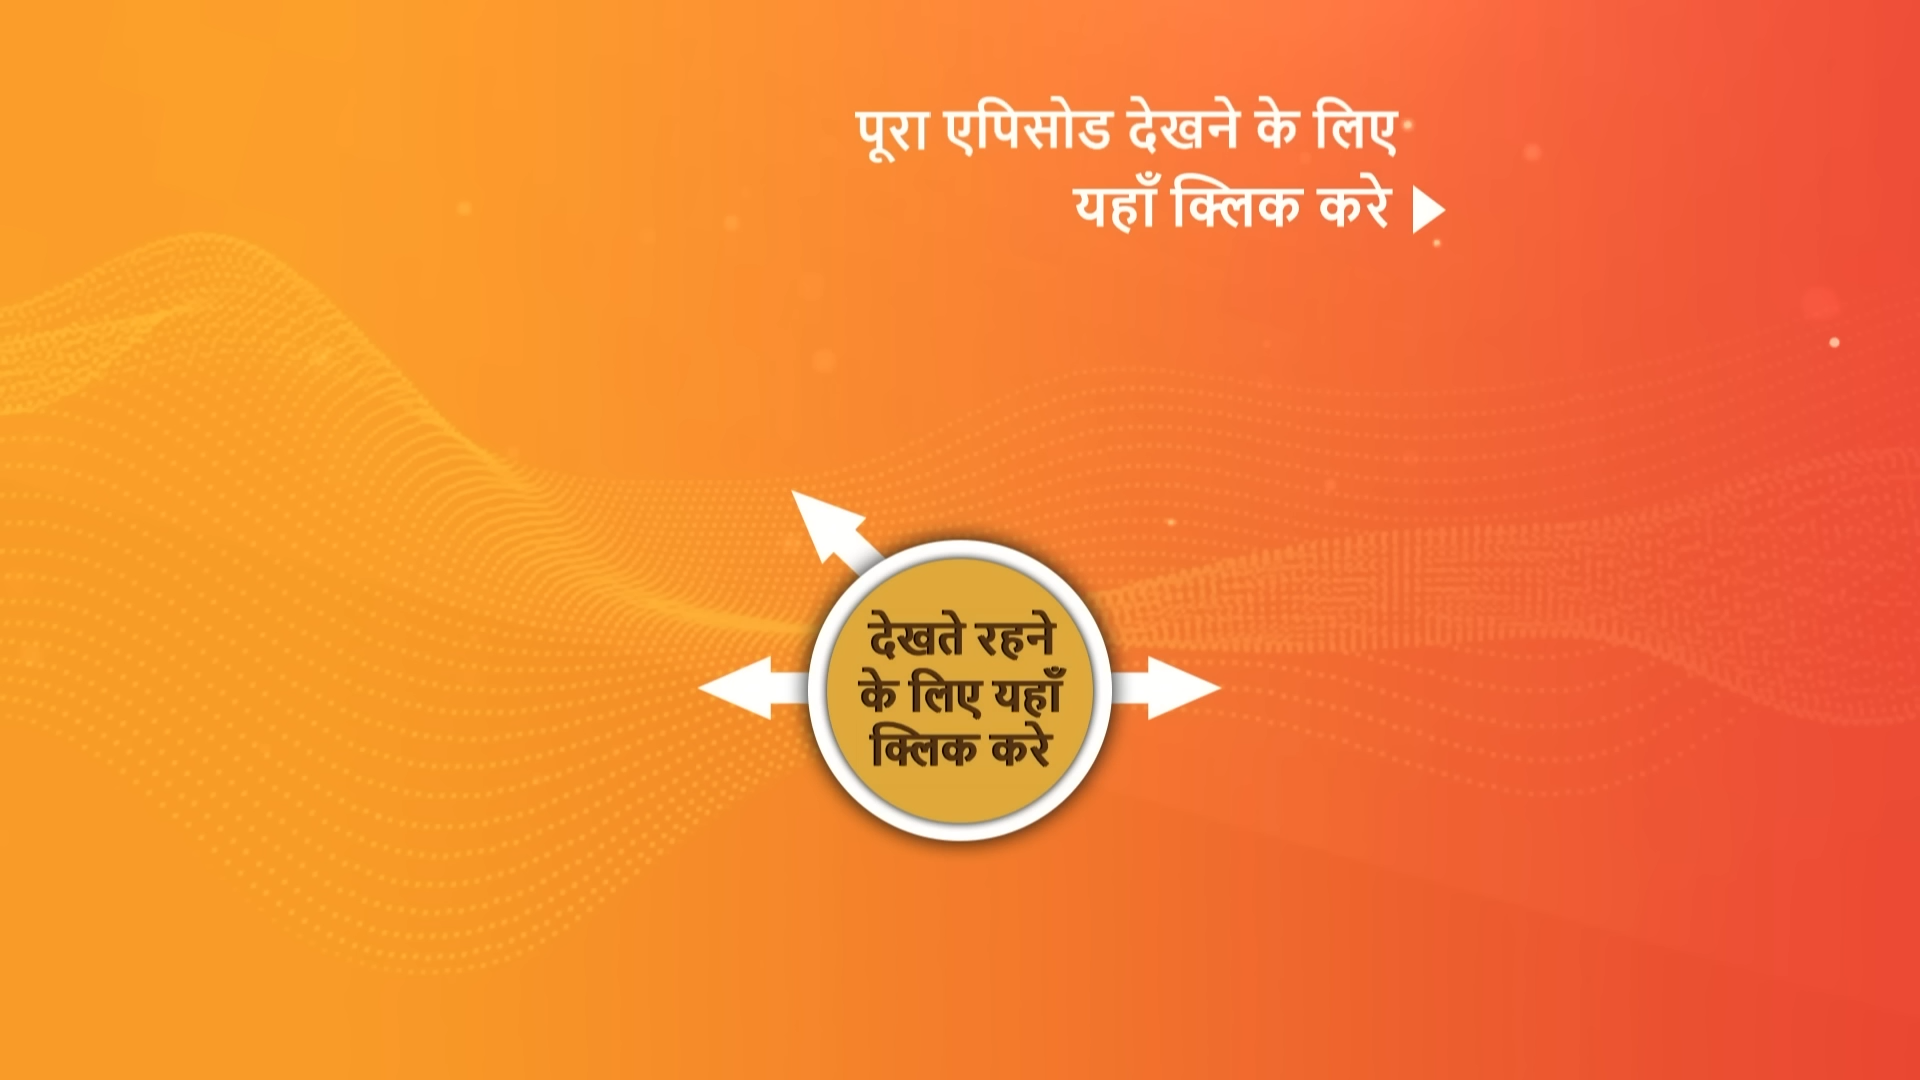 पूरा एपिसोड देखने के लिए
यहाँ क्लिक करे
देखते रहने
के लिए यहाँ
क्लिक करे